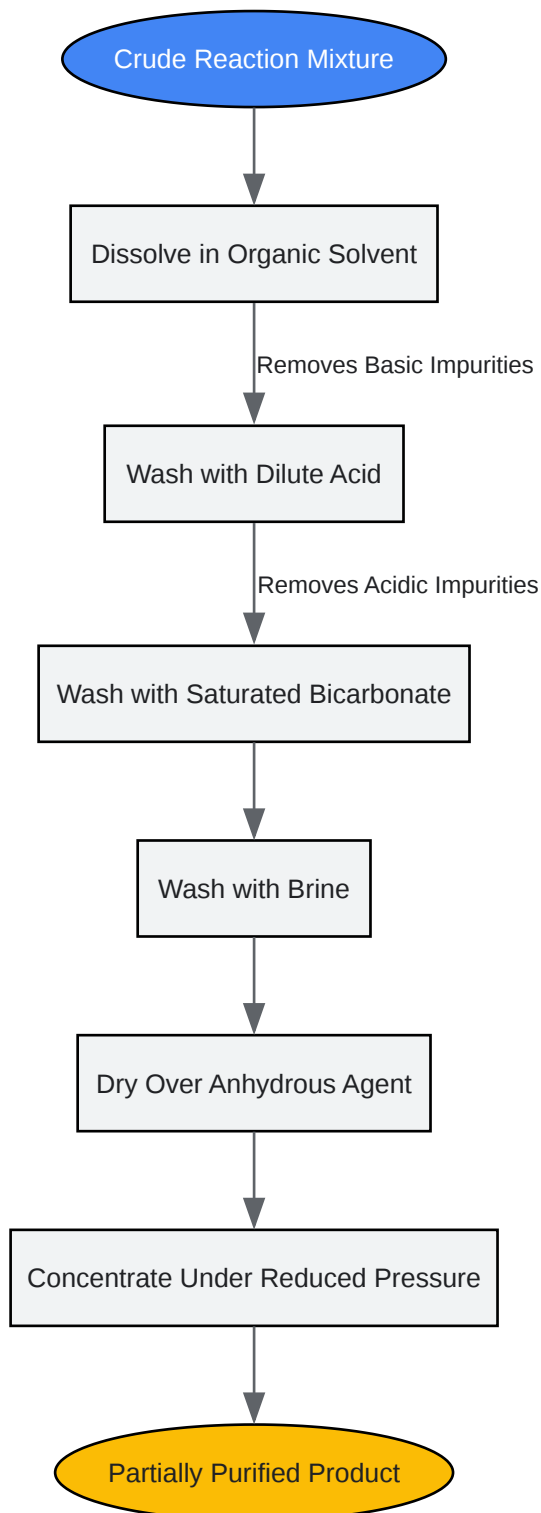 Crude Reaction Mixture
Dissolve in Organic Solvent
Removes Basic Impurities
Wash with Dilute Acid
Removes Acidic Impurities
Wash with Saturated Bicarbonate
Wash with Brine
Dry Over Anhydrous Agent
Concentrate Under Reduced Pressure
Partially Purified Product